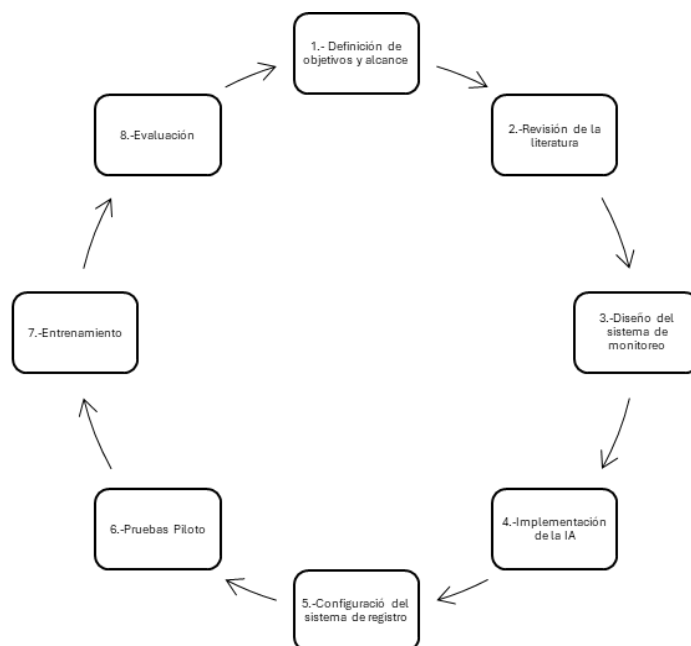 1.- Definición de
objetivos y alcance
2.-Revisión de la
literatura
3.-Diseño del
sistema de
monitoreo
4.-Implementación
de la IA
5.-Configuració del
sistema de registro
6.-Pruebas Piloto
7.-Entrenamiento
8.-Evaluación